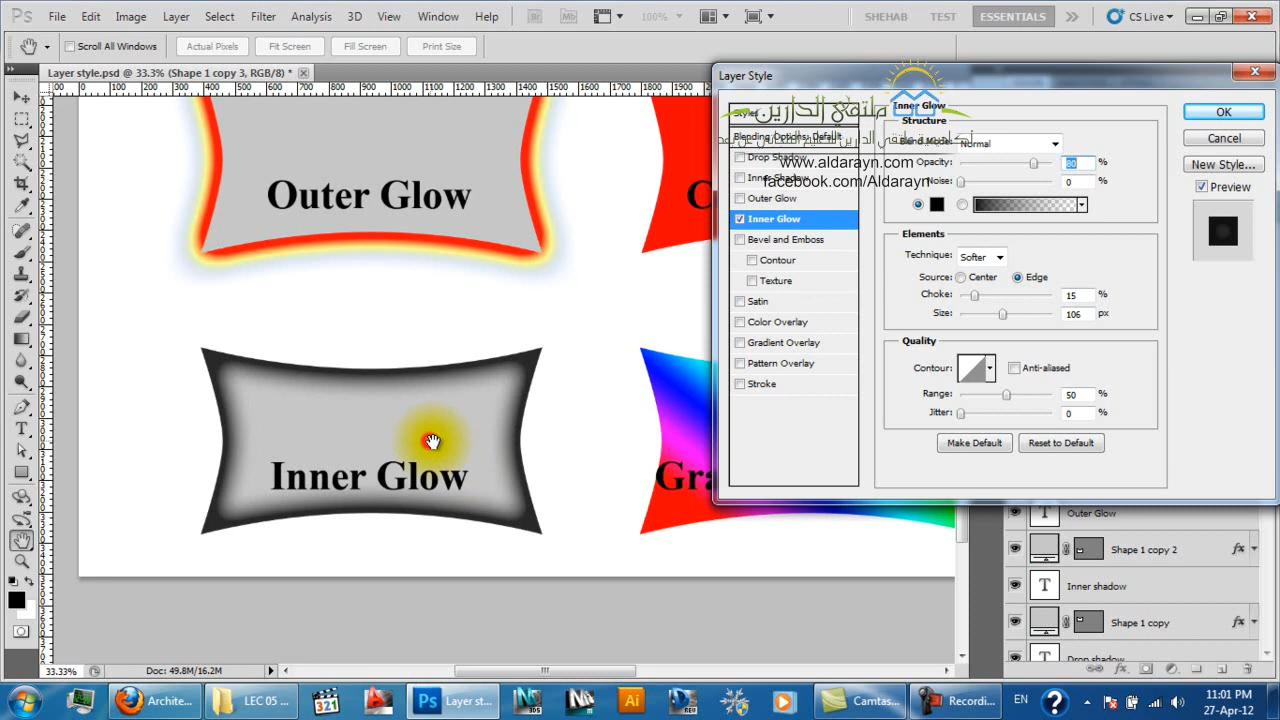 Ps File Edit Image Layer Select Filter Analysis 3D View Window Help Br Mb 100% SHEHAB TEST ESSENTIALS CS Live
Scroll All Windows Actual Pixels Fit Screen Fill Screen Print Size
Layer style.psd @ 33.3% (Shape 1 copy 3, RGB/8) *
Outer Glow
Inner Glow
Gra
Layer Style
ملتقى الدارين
www.aldarayn.com
facebook.com/Aldarayn
Styles
Blending Options: Default
Drop Shadow
Inner Shadow
Outer Glow
Inner Glow
Bevel and Emboss
Contour
Texture
Satin
Color Overlay
Gradient Overlay
Pattern Overlay
Stroke
Inner Glow
Structure
Blend Mode: Normal
Opacity: 80 %
Noise: 0 %
Elements
Technique: Softer
Source: Center Edge
Choke: 15 %
Size: 106 px
Quality
Contour: Anti-aliased
Range: 50 %
Jitter: 0 %
Make Default Reset to Default
OK
Cancel
New Style...
Preview
Outer Glow
Shape 1 copy 2 fx
Inner shadow
Shape 1 copy fx
Drop shadow
33.33% Doc: 49.8M/16.2M
Archite... LEC 05 ... Layer st... Camtas... Recordi... EN 11:01 PM
27-Apr-12